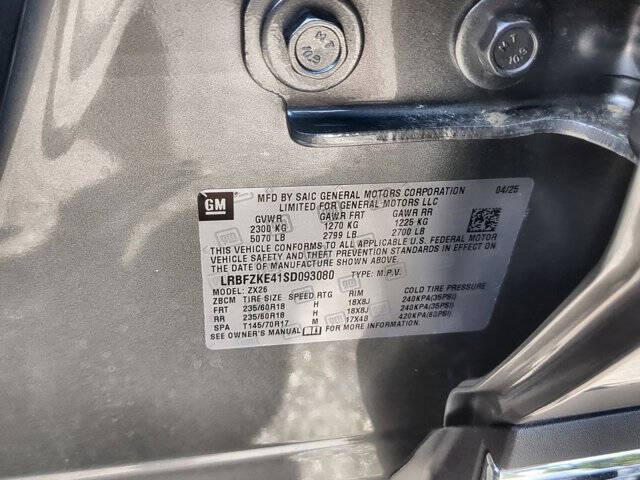 M T
10.9
M T
10.9
GM
MFD BY SAIC GENERAL MOTORS CORPORATION 04/25
LIMITED FOR GENERAL MOTORS LLC
GVWR GAWR FRT GAWR RR
2300 KG 1270 KG 1225 KG
5070 LB 2799 LB 2700 LB
THIS VEHICLE CONFORMS TO ALL APPLICABLE U.S. FEDERAL MOTOR
VEHICLE SAFETY AND THEFT PREVENTION STANDARDS IN EFFECT
ON THE DATE OF MANUFACTURE SHOWN ABOVE.
LRBFZKE41SD093080 TYPE: M.P.V.
MODEL: ZX26
ZBCM TIRE SIZE SPEED RTG RIM COLD TIRE PRESSURE
FRT 235/60R18 H 18X8J 240KPA(35PSI)
RR 235/60R18 H 18X8J 240KPA(35PSI)
SPA T145/70R17 M 17X4B 420KPA(60PSI)
SEE OWNER'S MANUAL FOR MORE INFORMATION.